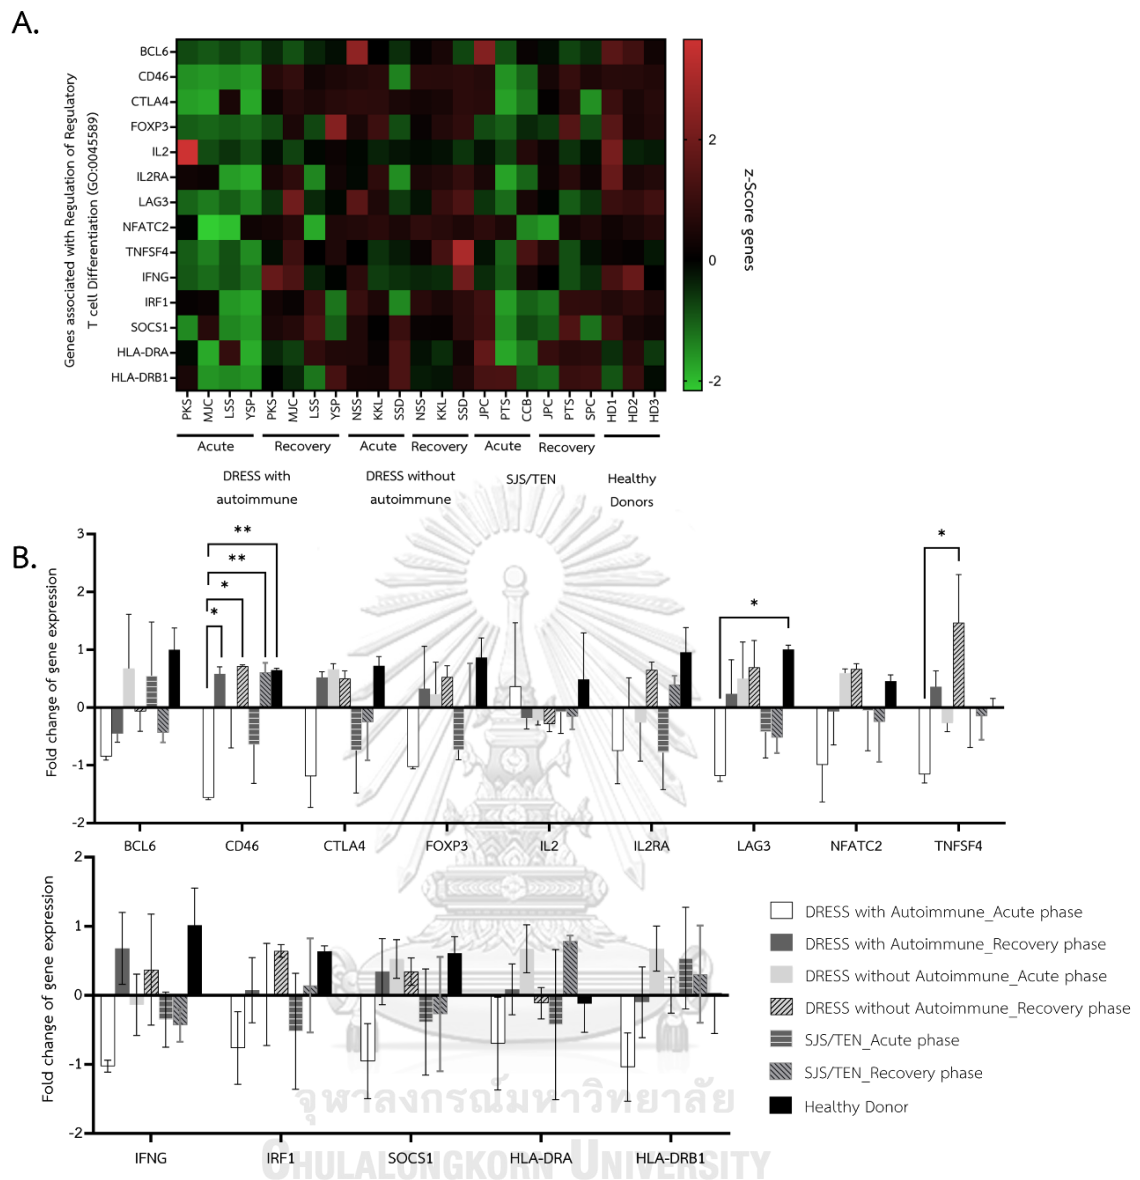 A.
Genes associated with Regulation of Regulatory
T cell Differentiation (GO:0045589)
BCL6
CD46
CTLA4
FOXP3
IL2
IL2RA
LAG3
NFATC2
TNFSF4
IFNG
IRF1
SOCS1
HLA-DRA
HLA-DRB1
2
0
-2
z-Score genes
PKS MJC LSS YSP PKS MJC LSS YSP NSS KKL SSD NSS KKL SSD JPC PTS CCB JPC PTS SPC HD1 HD2 HD3
Acute Recovery Acute Recovery Acute Recovery
DRESS with
autoimmune
DRESS without
autoimmune
SJS/TEN
Healthy
Donors
B.
Fold change of gene expression
3
2
1
0
-1
-2
**
**
*
*
*
*
BCL6 CD46 CTLA4 FOXP3 IL2 IL2RA LAG3 NFATC2 TNFSF4
Fold change of gene expression
2
1
0
-1
-2
IFNG IRF1 SOCS1 HLA-DRA HLA-DRB1
DRESS with Autoimmune_Acute phase
DRESS with Autoimmune_Recovery phase
DRESS without Autoimmune_Acute phase
DRESS without Autoimmune_Recovery phase
SJS/TEN_Acute phase
SJS/TEN_Recovery phase
Healthy Donor
จุฬาลงกรณ์มหาวิทยาลัย
CHULALONGKORN UNIVERSITY